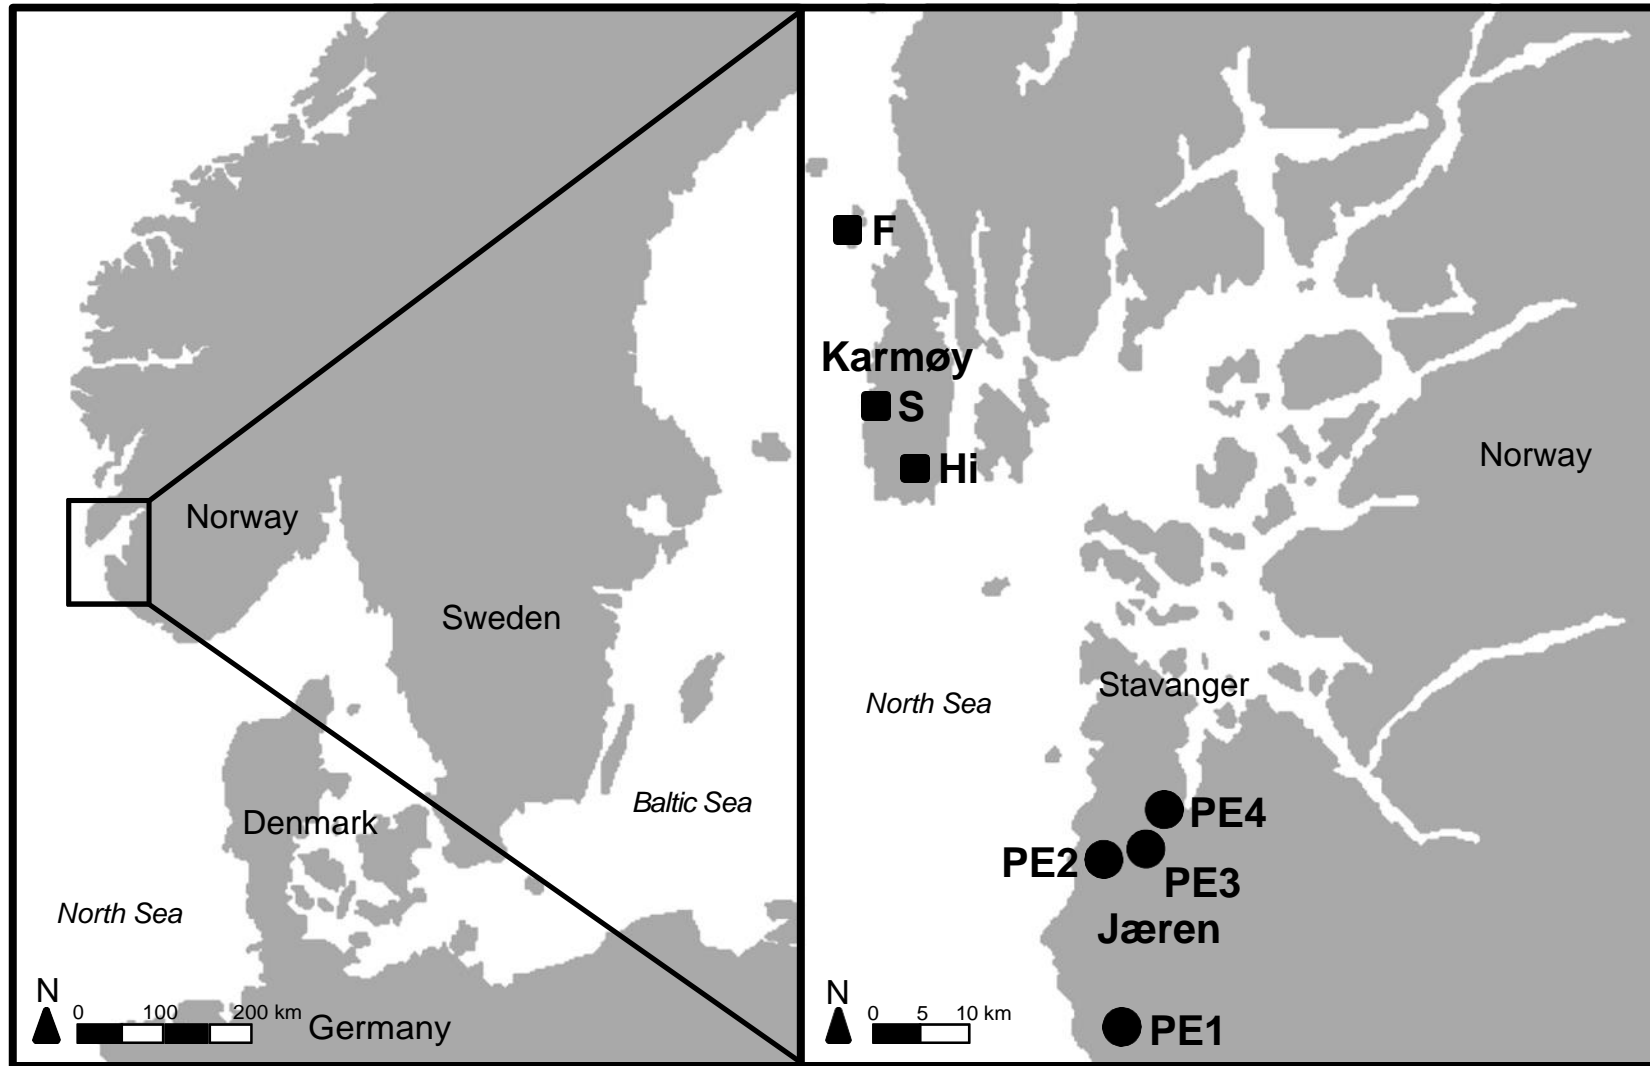 Norway
Sweden
Denmark
Baltic Sea
North Sea
N
0 100 200 km
Germany
F
Karmøy
S
Hi
Norway
Stavanger
North Sea
PE4
PE2
PE3
Jæren
N
0 5 10 km
PE1